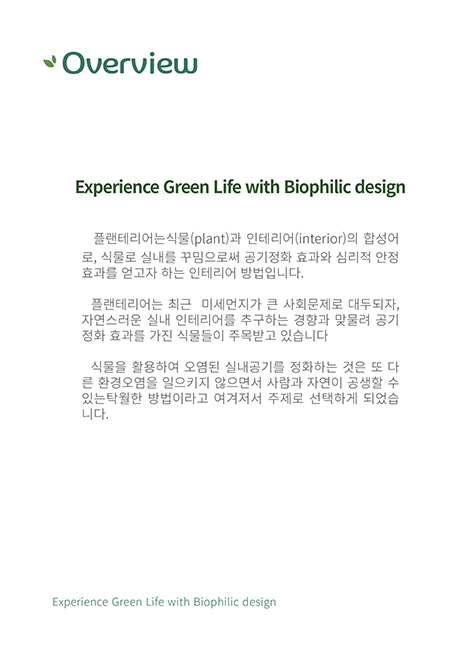 Overview
Experience Green Life with Biophilic design
플랜테리어는식물(plant)과 인테리어(interior)의 합성어
로, 식물로 실내를 꾸밈으로써 공기정화 효과와 심리적 안정
효과를 얻고자 하는 인테리어 방법입니다.
플랜테리어는 최근 미세먼지가 큰 사회문제로 대두되자,
자연스러운 실내 인테리어를 추구하는 경향과 맞물려 공기
정화 효과를 가진 식물들이 주목받고 있습니다
식물을 활용하여 오염된 실내공기를 정화하는 것은 또 다
른 환경오염을 일으키지 않으면서 사람과 자연이 공생할 수
있는탁월한 방법이라고 여겨져서 주제로 선택하게 되었습
니다.
Experience Green Life with Biophilic design